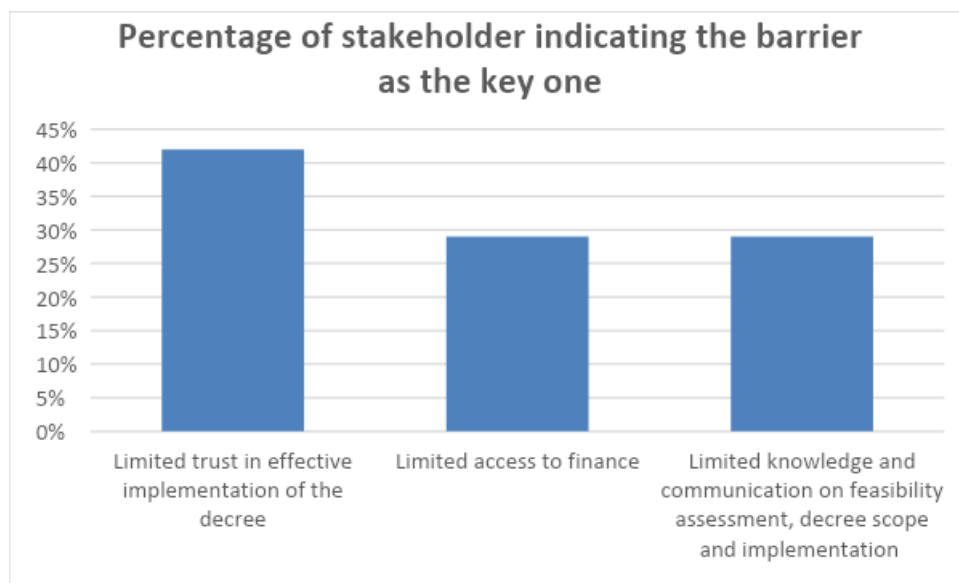 Percentage of stakeholder indicating the barrier
as the key one
45%
40%
35%
30%
25%
20%
15%
10%
5%
0%
Limited trust in effective
implementation of the
decree
Limited access to finance
Limited knowledge and
communication on feasibility
assessment, decree scope
and implementation